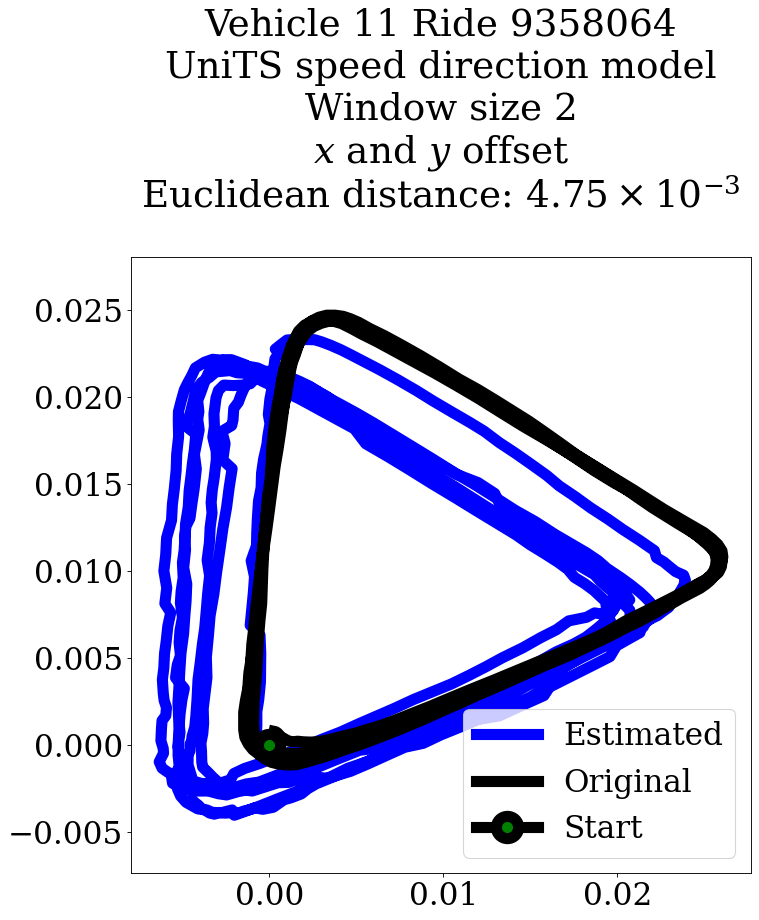 Vehicle 11 Ride 9358064
UniTS speed direction model
Window size 2
x and y offset
Euclidean distance: 4.75 × 10⁻³
0.025
0.020
0.015
0.010
0.005
0.000
−0.005
0.00 0.01 0.02
Estimated
Original
Start